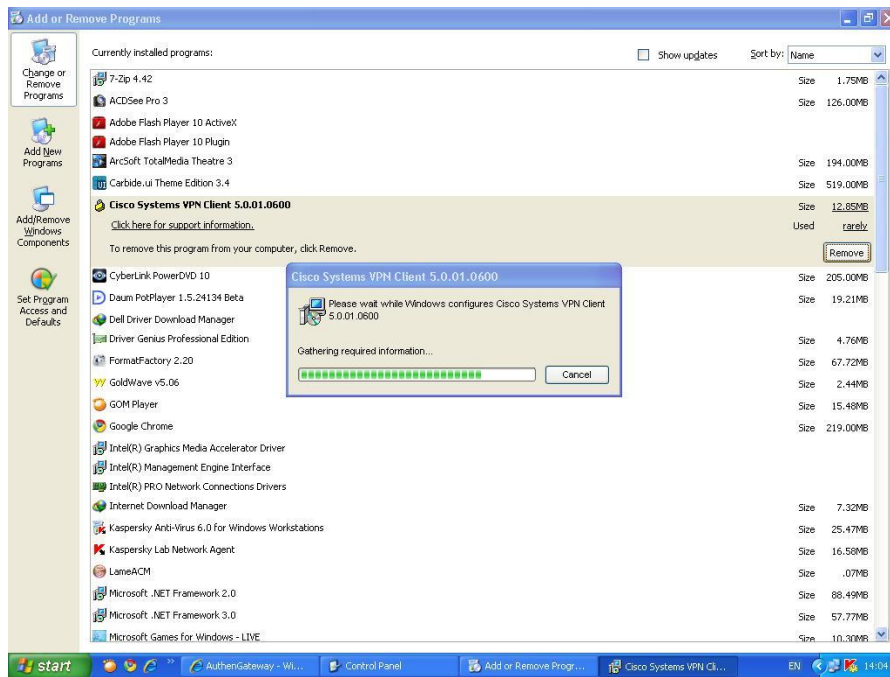 Add or Remove Programs
Change or
Remove
Programs
Add New
Programs
Add/Remove
Windows
Components
Set Program
Access and
Defaults
Currently installed programs:
Show updates
Sort by: Name
7-Zip 4.42 Size 1.75MB
ACDSee Pro 3 Size 126.00MB
Adobe Flash Player 10 ActiveX
Adobe Flash Player 10 Plugin
ArcSoft TotalMedia Theatre 3 Size 194.00MB
Carbide.ui Theme Edition 3.4 Size 519.00MB
Cisco Systems VPN Client 5.0.01.0600 Size 12.85MB
Click here for support information. Used rarely
To remove this program from your computer, click Remove. Remove
CyberLink PowerDVD 10 Size 205.00MB
Daum PotPlayer 1.5.24134 Beta Size 19.21MB
Dell Driver Download Manager
Driver Genius Professional Edition Size 4.76MB
FormatFactory 2.20 Size 67.72MB
GoldWave v5.06 Size 2.44MB
GOM Player Size 15.48MB
Google Chrome Size 219.00MB
Intel(R) Graphics Media Accelerator Driver
Intel(R) Management Engine Interface
Intel(R) PRO Network Connections Drivers
Internet Download Manager Size 7.32MB
Kaspersky Anti-Virus 6.0 for Windows Workstations Size 25.47MB
Kaspersky Lab Network Agent Size 16.58MB
LameACM Size .07MB
Microsoft .NET Framework 2.0 Size 88.49MB
Microsoft .NET Framework 3.0 Size 57.77MB
Microsoft Games for Windows - LIVE Size 10.30MB
Cisco Systems VPN Client 5.0.01.0600
Please wait while Windows configures Cisco Systems VPN Client
5.0.01.0600
Gathering required information...
Cancel
start
AuthenGateway - Wi...
Control Panel
Add or Remove Progr...
Cisco Systems VPN Cli...
EN
14:04